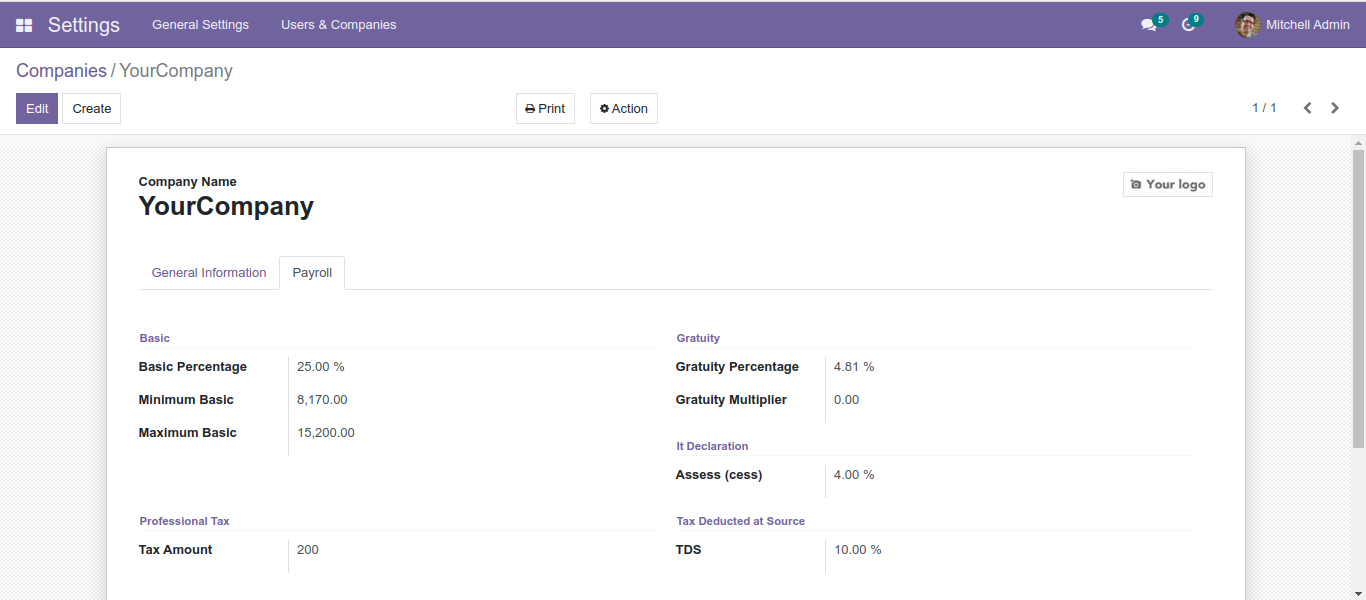 Settings General Settings Users & Companies 5 9 Mitchell Admin
Companies / YourCompany
Edit Create Print Action 1 / 1
Company Name
YourCompany
Your logo
General Information Payroll
Basic
Basic Percentage 25.00 %
Minimum Basic 8,170.00
Maximum Basic 15,200.00
Gratuity
Gratuity Percentage 4.81 %
Gratuity Multiplier 0.00
It Declaration
Assess (cess) 4.00 %
Professional Tax
Tax Amount 200
Tax Deducted at Source
TDS 10.00 %